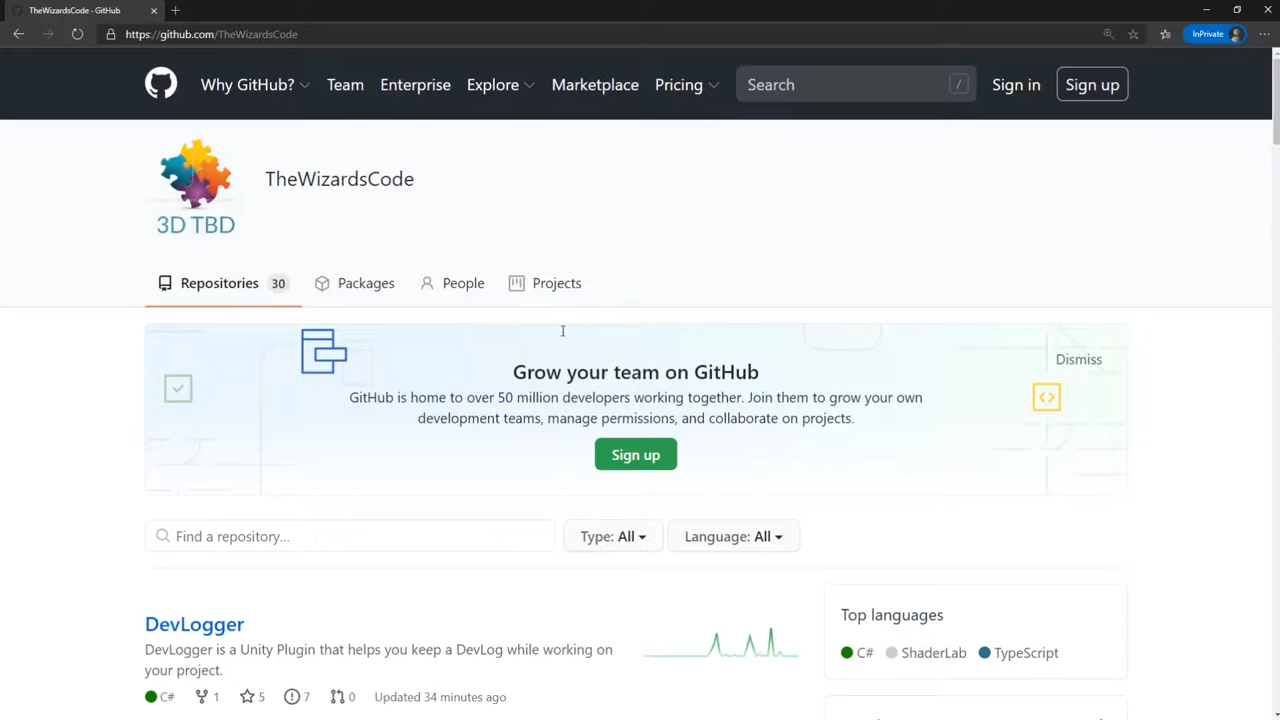 TheWizardsCode - GitHub
https://github.com/TheWizardsCode
InPrivate
Why GitHub? Team Enterprise Explore Marketplace Pricing Search / Sign in Sign up
TheWizardsCode
3D TBD
Repositories 30 Packages People Projects
Grow your team on GitHub
Dismiss
GitHub is home to over 50 million developers working together. Join them to grow your own
development teams, manage permissions, and collaborate on projects.
Sign up
Find a repository...
Type: All
Language: All
DevLogger
DevLogger is a Unity Plugin that helps you keep a DevLog while working on
your project.
C# 1 5 7 0 Updated 34 minutes ago
Top languages
C# ShaderLab TypeScript